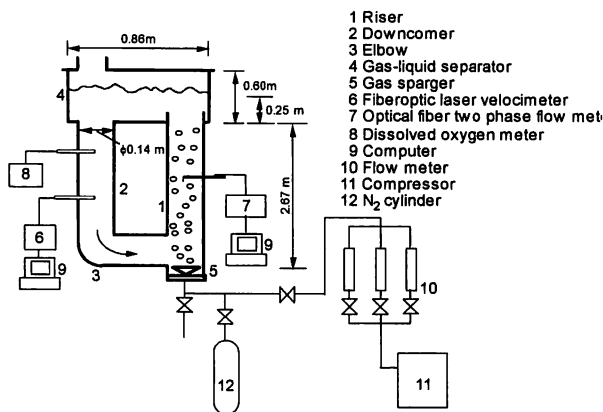 0.86m
0.60m
0.25 m
4
ϕ0.14 m
8
2
1
2.67 m
7
6
9
9
3
5
10
12
11
1 Riser
2 Downcomer
3 Elbow
4 Gas-liquid separator
5 Gas sparger
6 Fiberoptic laser velocimeter
7 Optical fiber two phase flow met
8 Dissolved oxygen meter
9 Computer
10 Flow meter
11 Compressor
12 N₂ cylinder